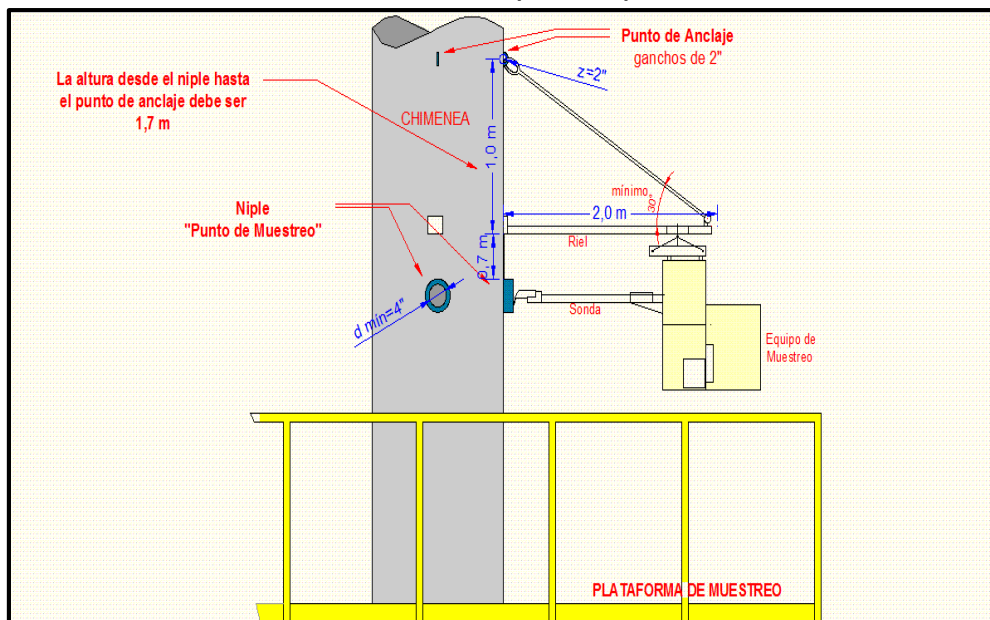 Punto de Anclaje
ganchos de 2"
z=2"
La altura desde el niple hasta
el punto de anclaje debe ser
1,7 m
CHIMENEA
1,0 m
mínimo
30°
2,0 m
Niple
"Punto de Muestreo"
Riel
0,7 m
d min=4"
Sonda
Equipo de
Muestreo
PLATAFORMA DE MUESTREO